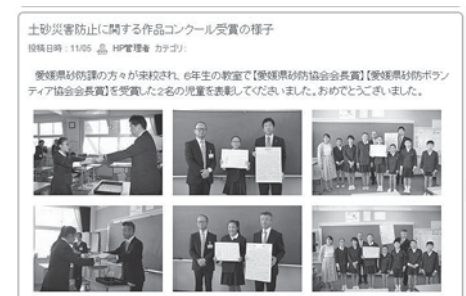 土砂災害防止に関する作品コンクール受賞の様子
投稿日時 : 11/05 HP管理者 カテゴリ:
愛媛県砂防課の方々が来校され、6年生の教室で【愛媛県砂防協会会長賞】【愛媛県砂防ボラン
ティア協会会長賞】を受賞した2名の児童を表彰してくださいました。おめでとうございました。